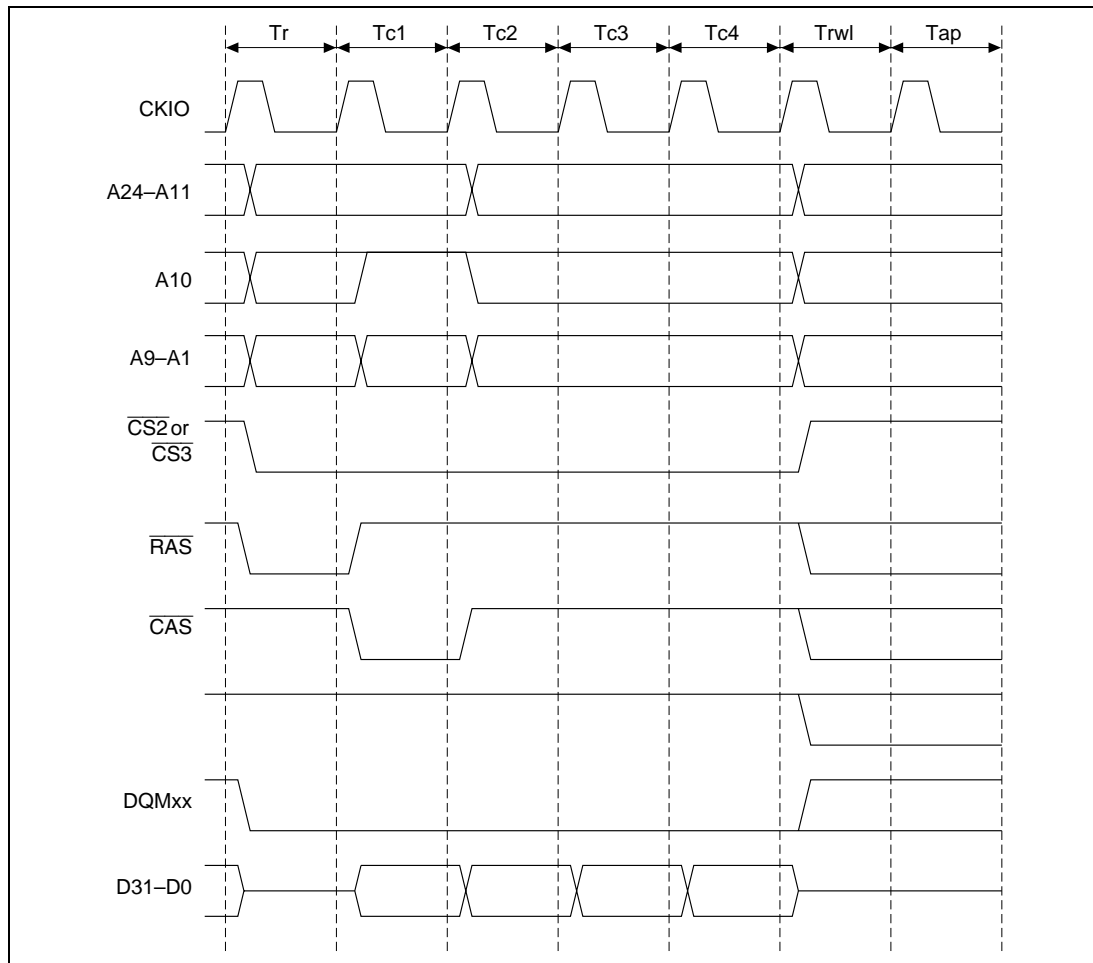 Tr Tc1 Tc2 Tc3 Tc4 Trwl Tap
CKIO
A24–A11
A10
A9–A1
CS2 or
CS3
RAS
CAS
DQMxx
D31–D0